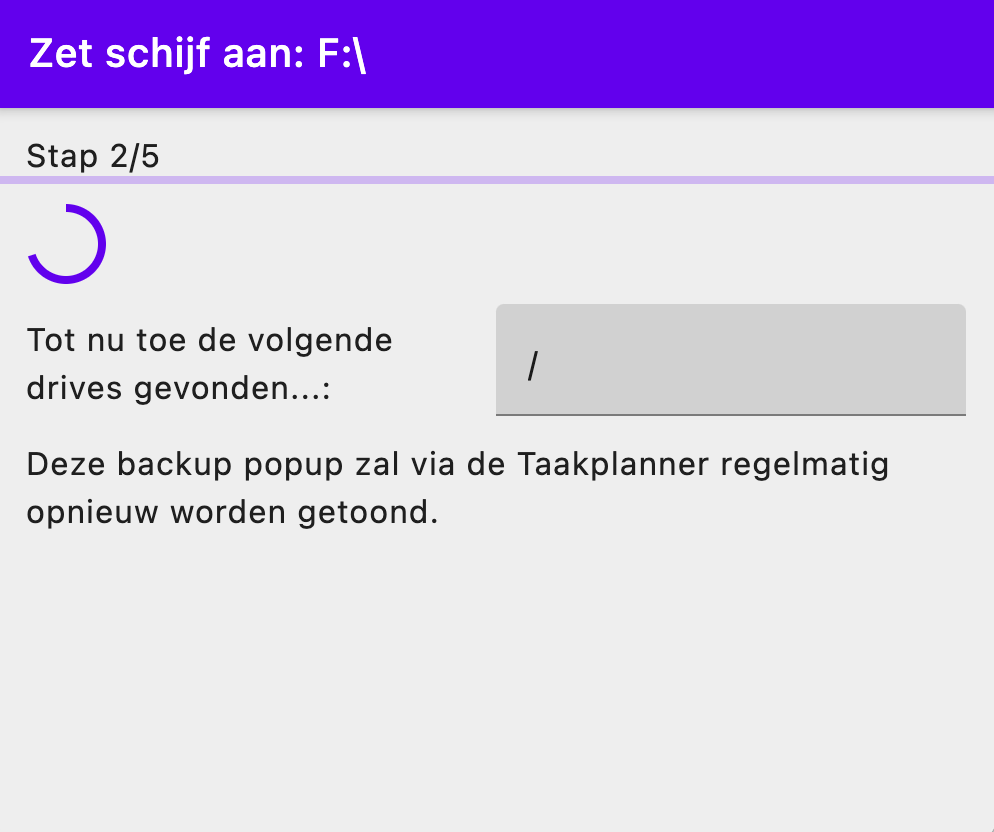 Zet schijf aan: F:\
Stap 2/5
Tot nu toe de volgende
drives gevonden...:
/
Deze backup popup zal via de Taakplanner regelmatig
opnieuw worden getoond.